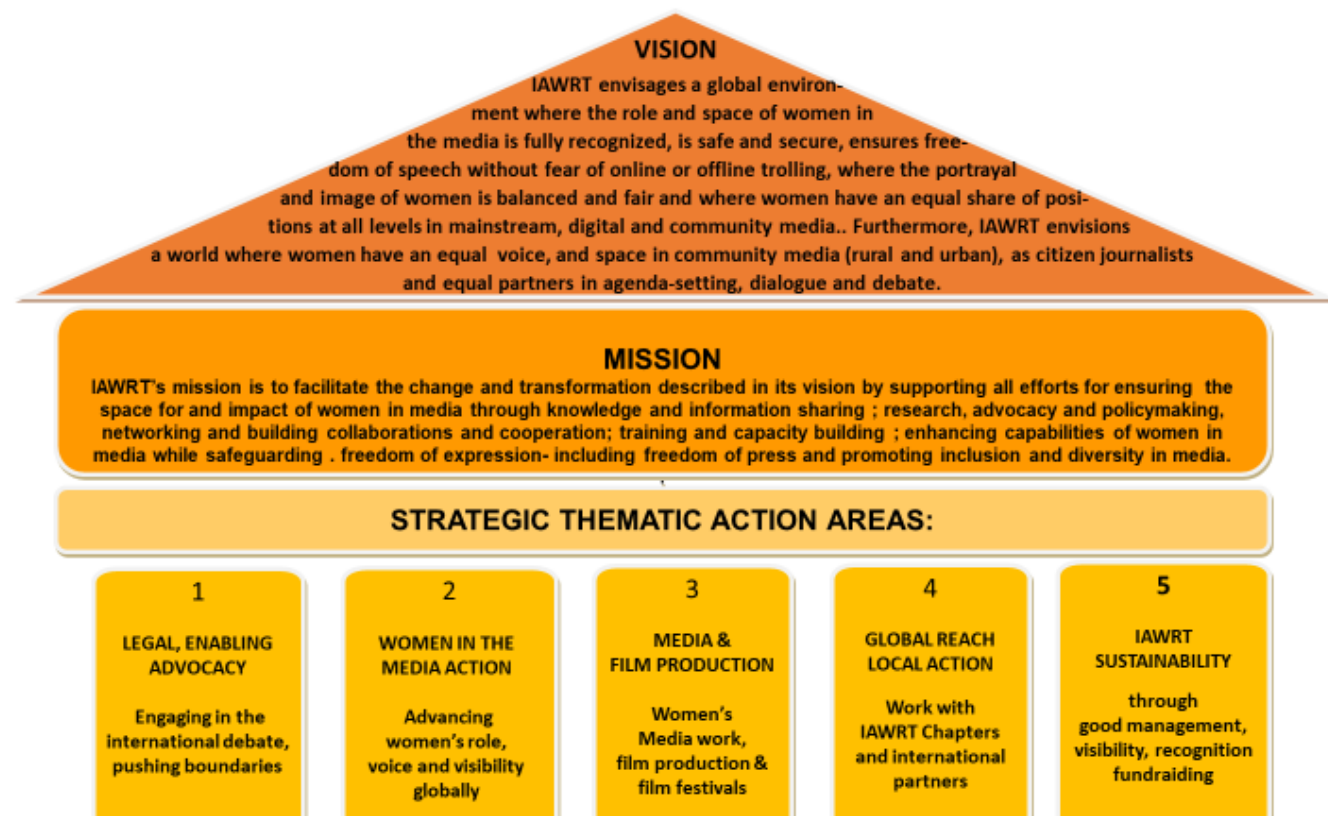 VISION
IAWRT envisages a global environ-
ment where the role and space of women in
the media is fully recognized, is safe and secure, ensures free-
dom of speech without fear of online or offline trolling, where the portrayal
and image of women is balanced and fair and where women have an equal share of posi-
tions at all levels in mainstream, digital and community media.. Furthermore, IAWRT envisions
a world where women have an equal voice, and space in community media (rural and urban), as citizen journalists
and equal partners in agenda-setting, dialogue and debate.
MISSION
IAWRT's mission is to facilitate the change and transformation described in its vision by supporting all efforts for ensuring the
space for and impact of women in media through knowledge and information sharing ; research, advocacy and policymaking,
networking and building collaborations and cooperation; training and capacity building ; enhancing capabilities of women in
media while safeguarding . freedom of expression- including freedom of press and promoting inclusion and diversity in media.
STRATEGIC THEMATIC ACTION AREAS:
1
LEGAL, ENABLING
ADVOCACY
Engaging in the
international debate,
pushing boundaries
2
WOMEN IN THE
MEDIA ACTION
Advancing
women's role,
voice and visibility
globally
3
MEDIA &
FILM PRODUCTION
Women's
Media work,
film production &
film festivals
4
GLOBAL REACH
LOCAL ACTION
Work with
IAWRT Chapters
and international
partners
5
IAWRT
SUSTAINABILITY
through
good management,
visibility, recognition
fundraiding